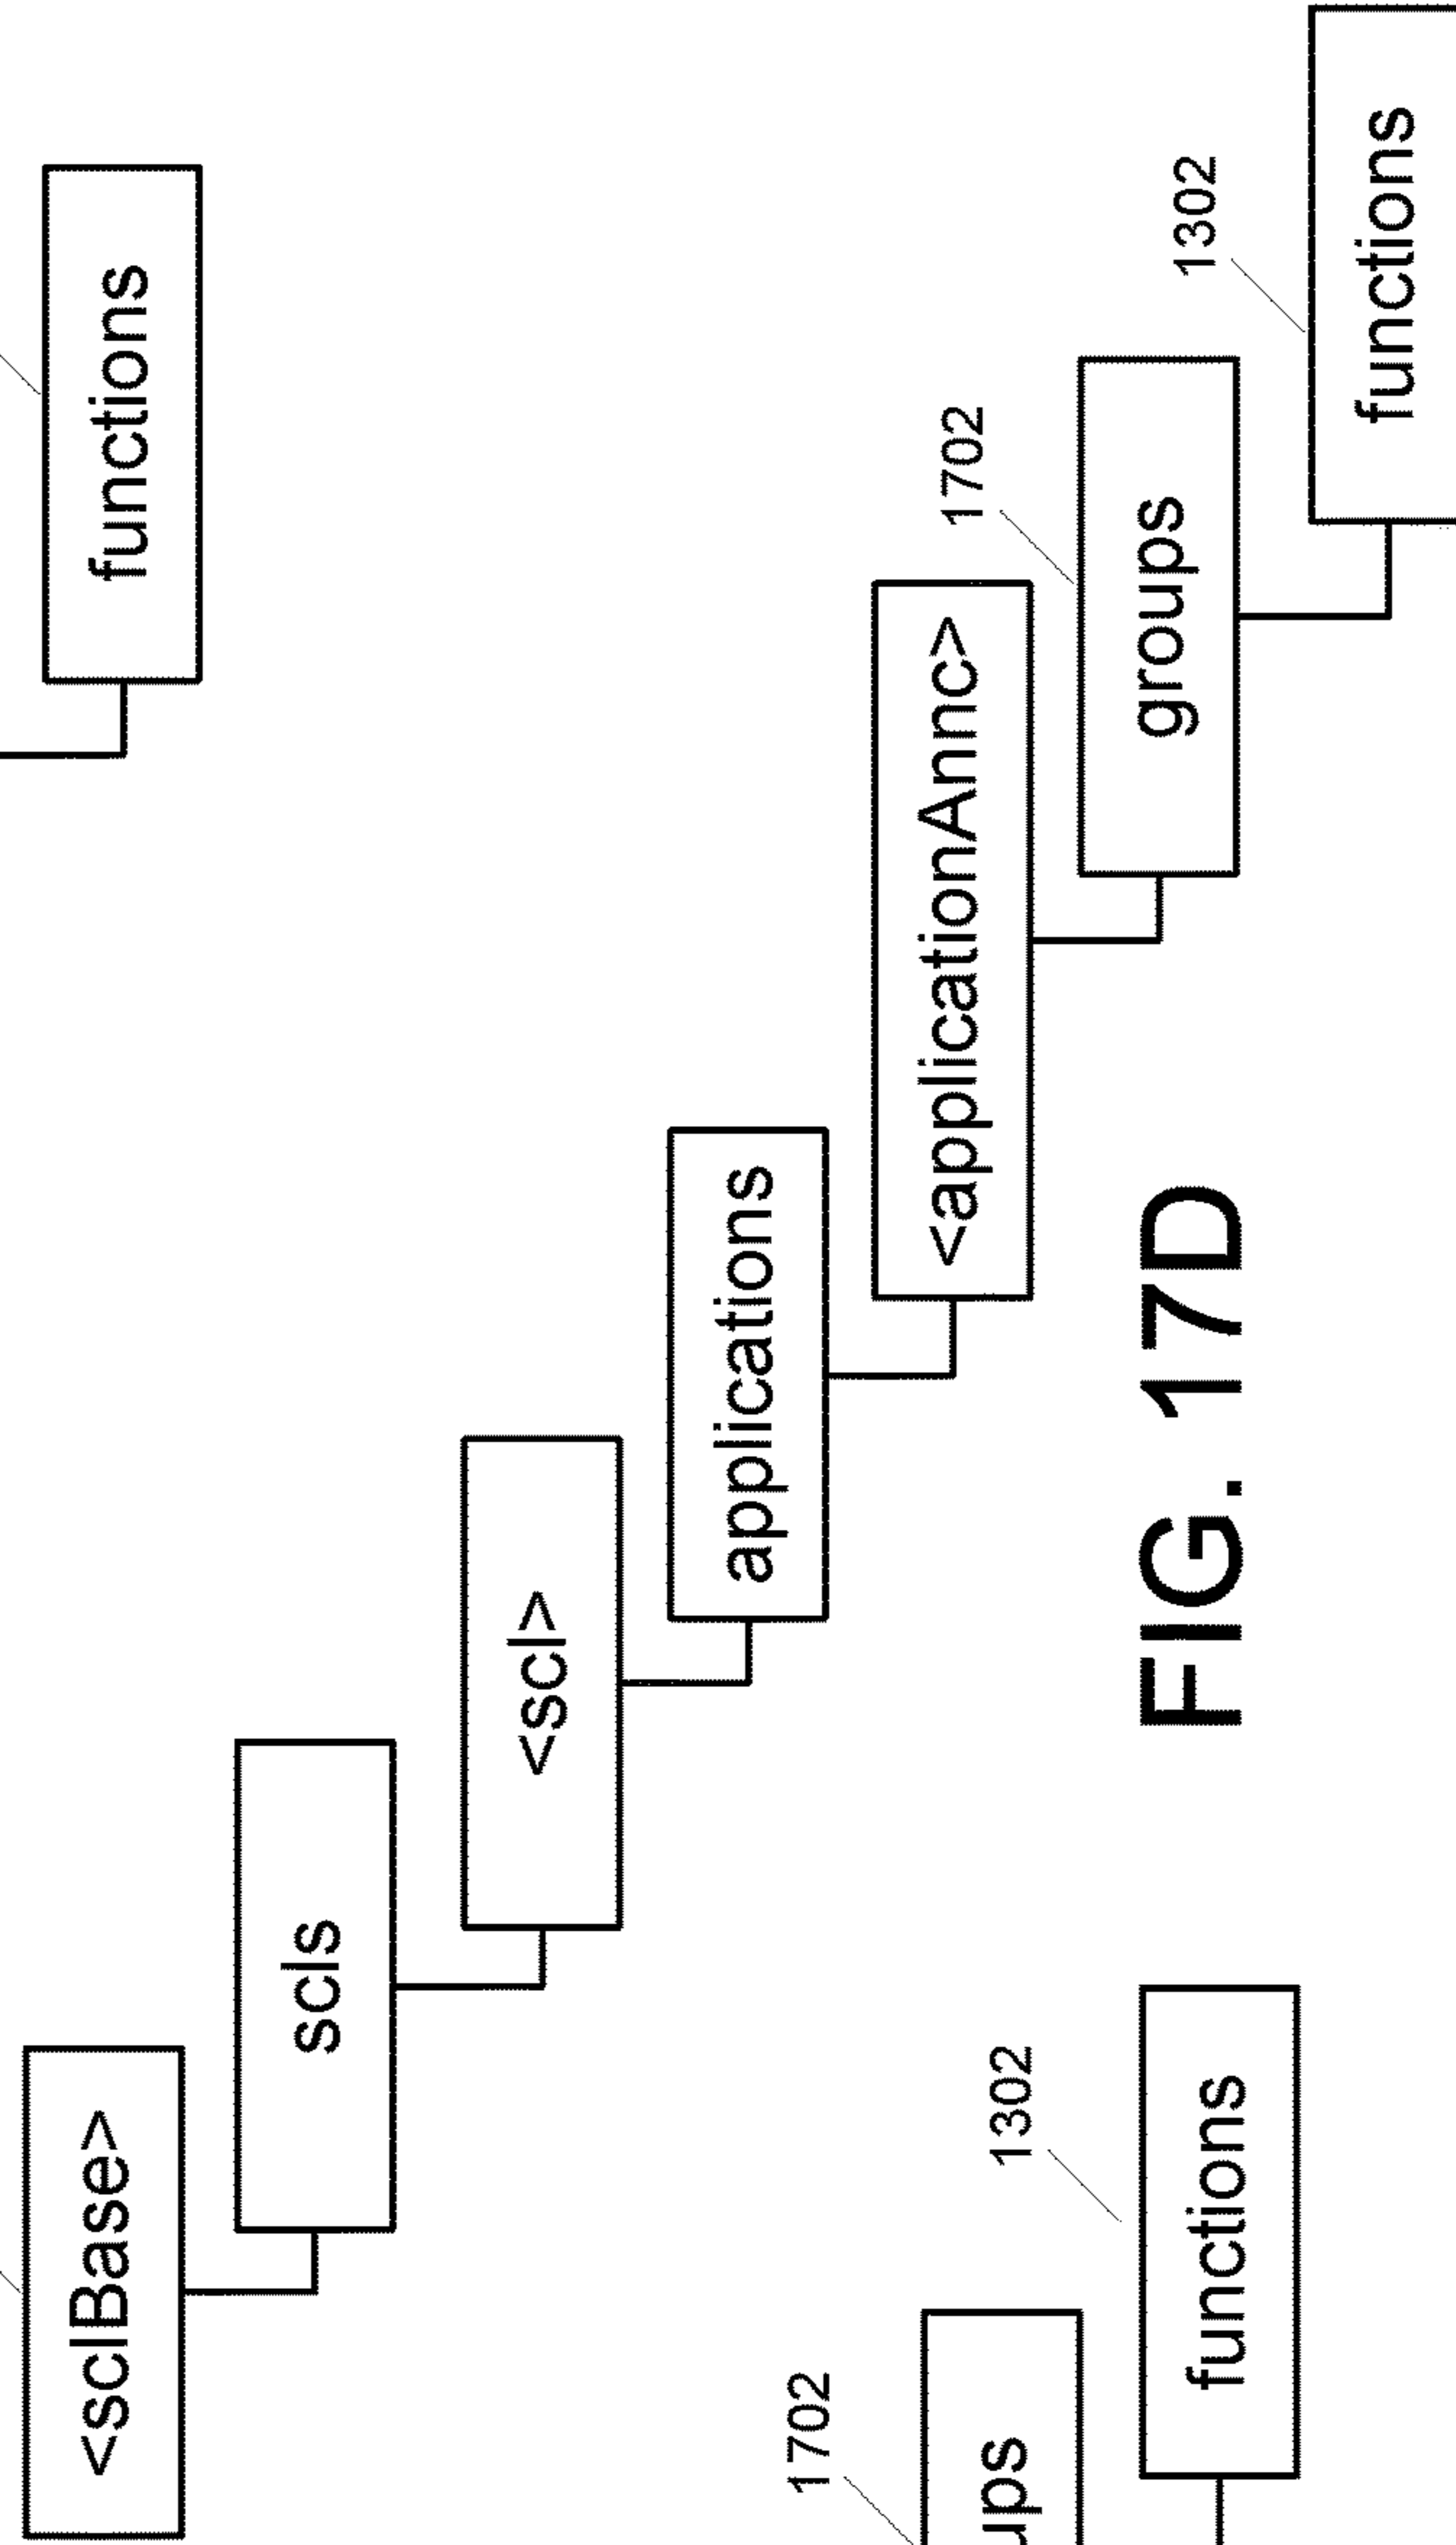 functions
<sclBase>
scls
<scl>
applications
<applicationAnnc>
1702
groups
1302
functions
FIG. 17D
1702
1302
functions